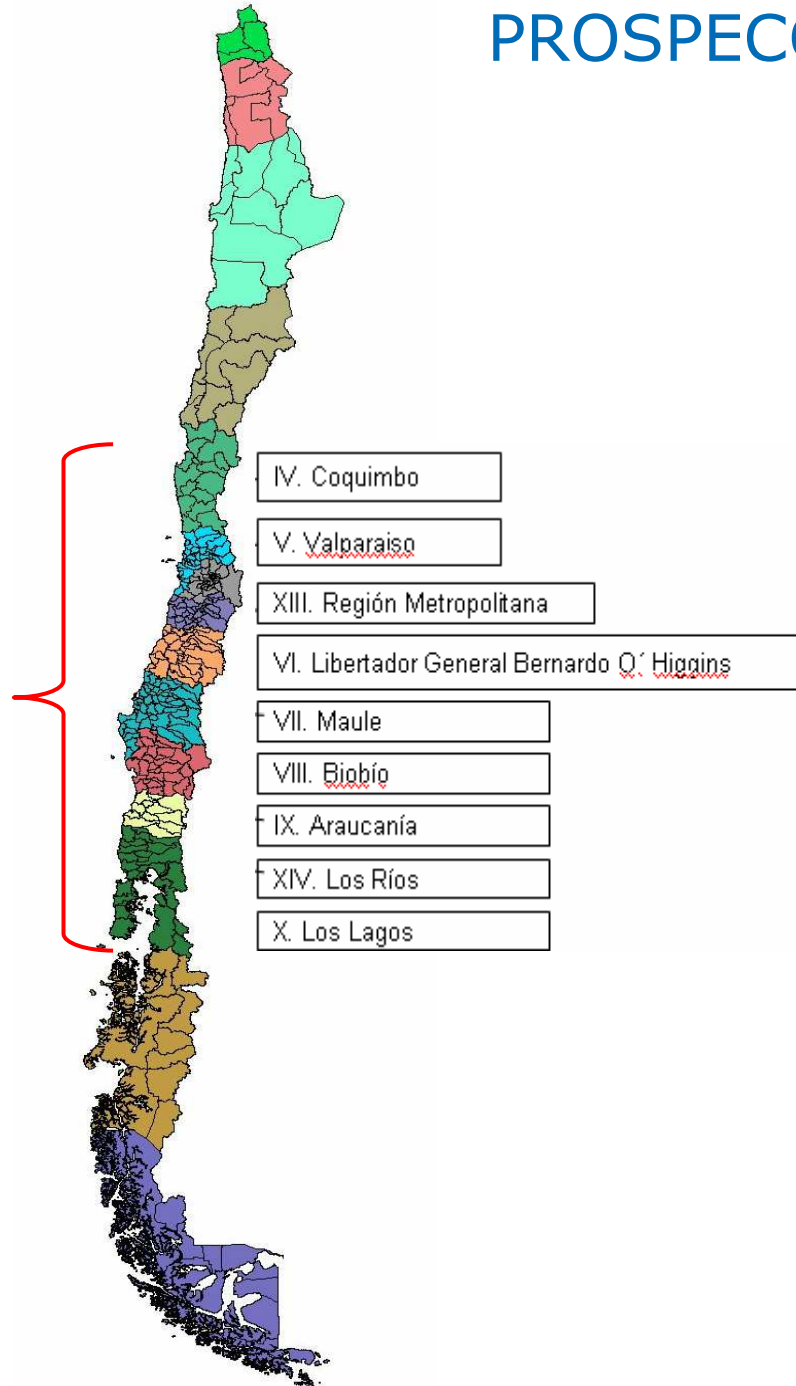 PROSPECC
IV. Coquimbo
V. Valparaiso
XIII. Región Metropolitana
VI. Libertador General Bernardo O´ Higgins
VII. Maule
VIII. Biobío
IX. Araucanía
XIV. Los Ríos
X. Los Lagos